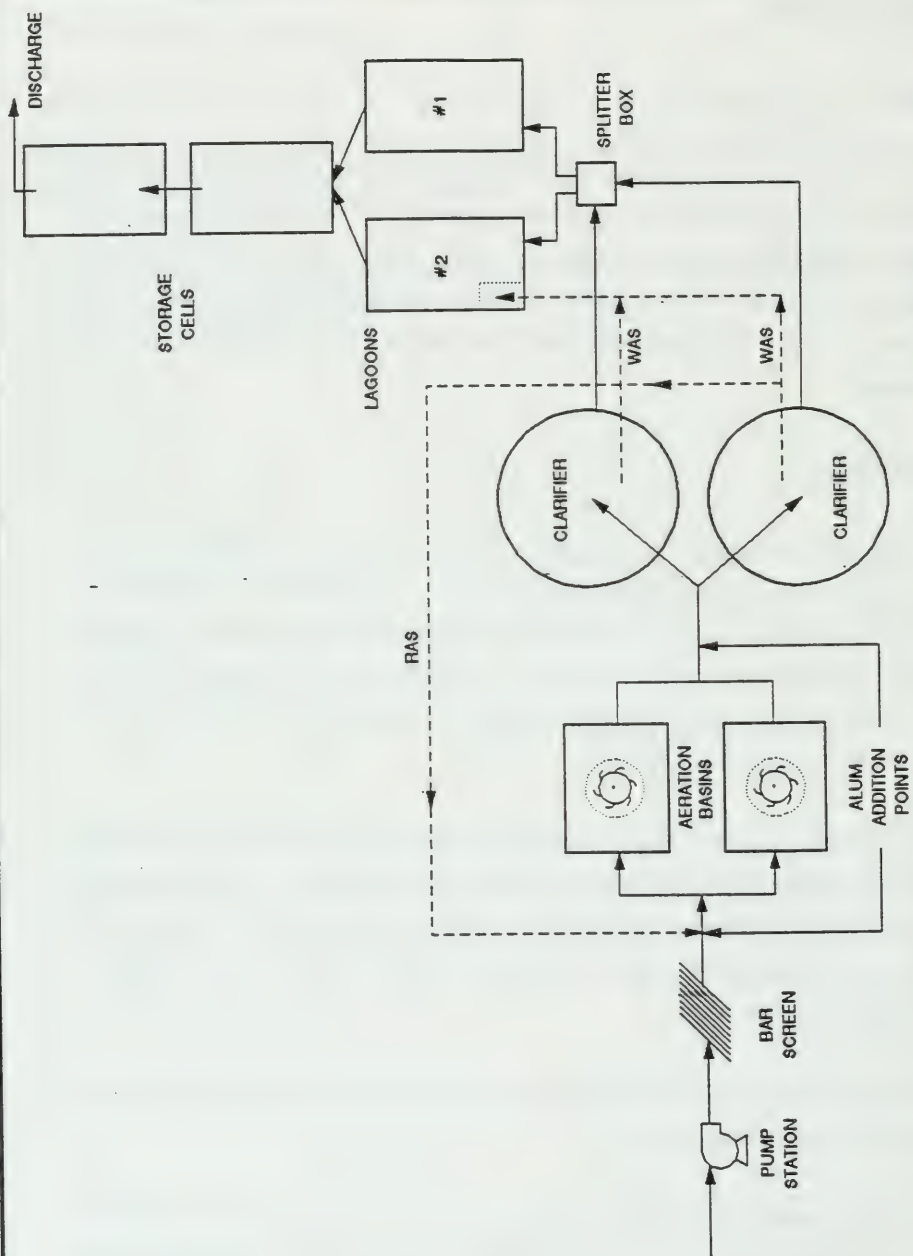 PUMP
STATION
BAR
SCREEN
ALUM
ADDITION
POINTS
AERATION
BASINS
RAS
CLARIFIER
CLARIFIER
WAS
WAS
SPLITTER
BOX
LAGOONS
#2
#1
STORAGE
CELLS
DISCHARGE